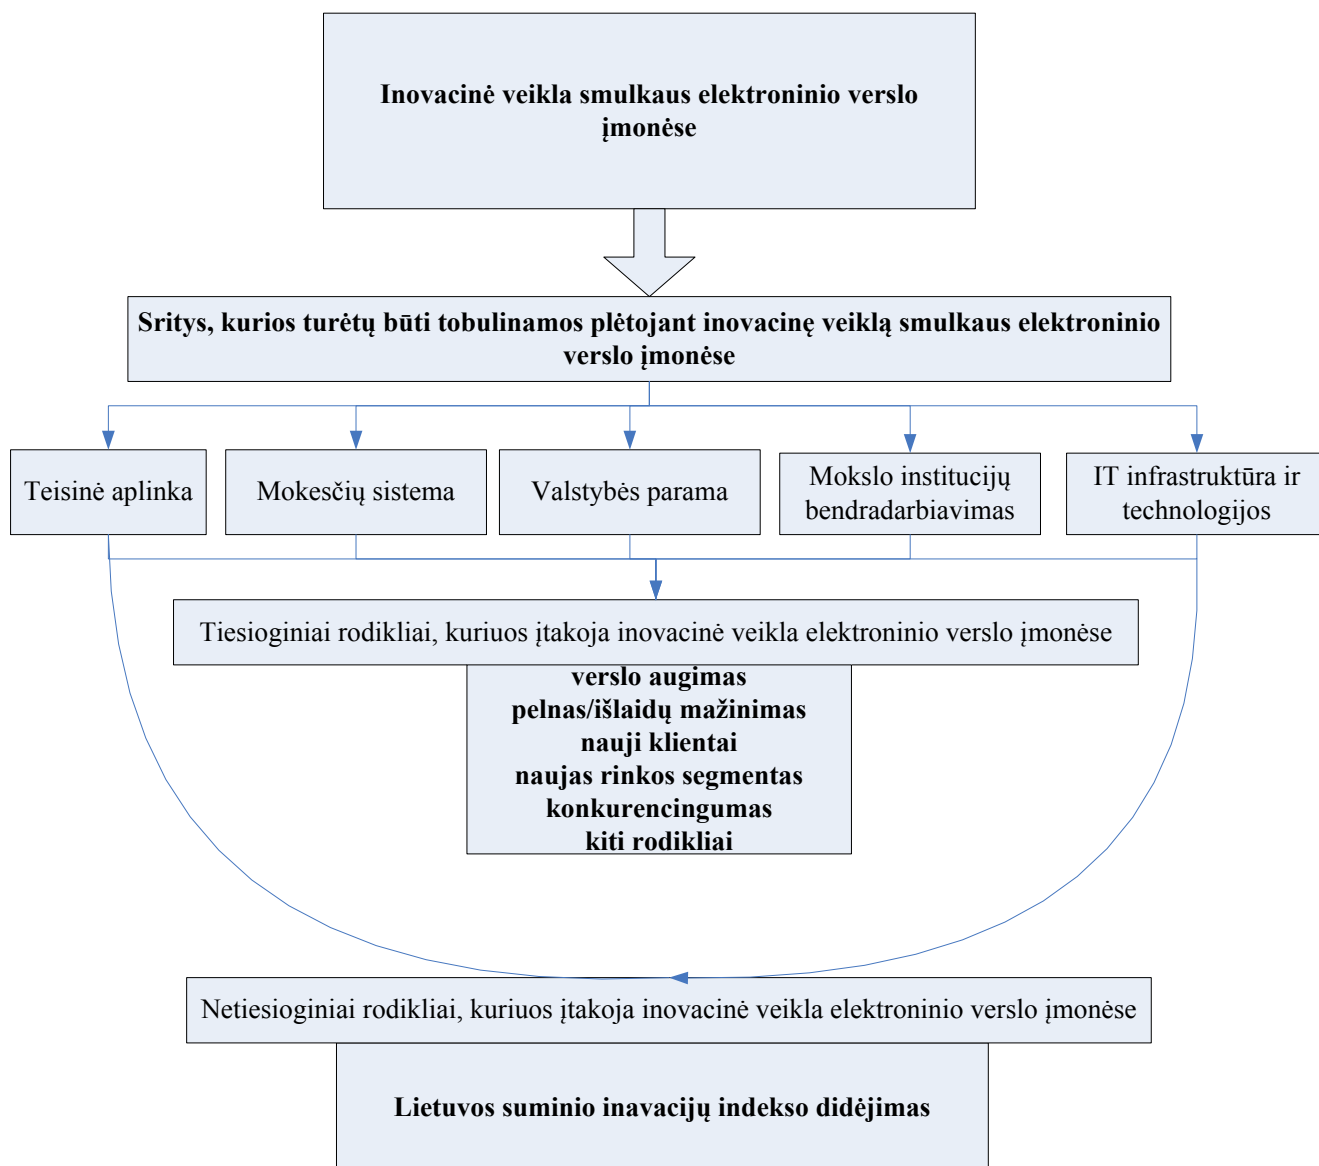 Inovacinė veikla smulkaus elektroninio verslo
įmonėse
Sritys, kurios turėtų būti tobulinamos plėtojant inovacinę veiklą smulkaus elektroninio
verslo įmonėse
Teisinė aplinka
Mokesčių sistema
Valstybės parama
Mokslo institucijų
bendradarbiavimas
IT infrastruktūra ir
technologijos
Tiesioginiai rodikliai, kuriuos įtakoja inovacinė veikla elektroninio verslo įmonėse
verslo augimas
pelnas/išlaidų mažinimas
nauji klientai
naujas rinkos segmentas
konkurencingumas
kiti rodikliai
Netiesioginiai rodikliai, kuriuos įtakoja inovacinė veikla elektroninio verslo įmonėse
Lietuvos suminio inavacijų indekso didėjimas